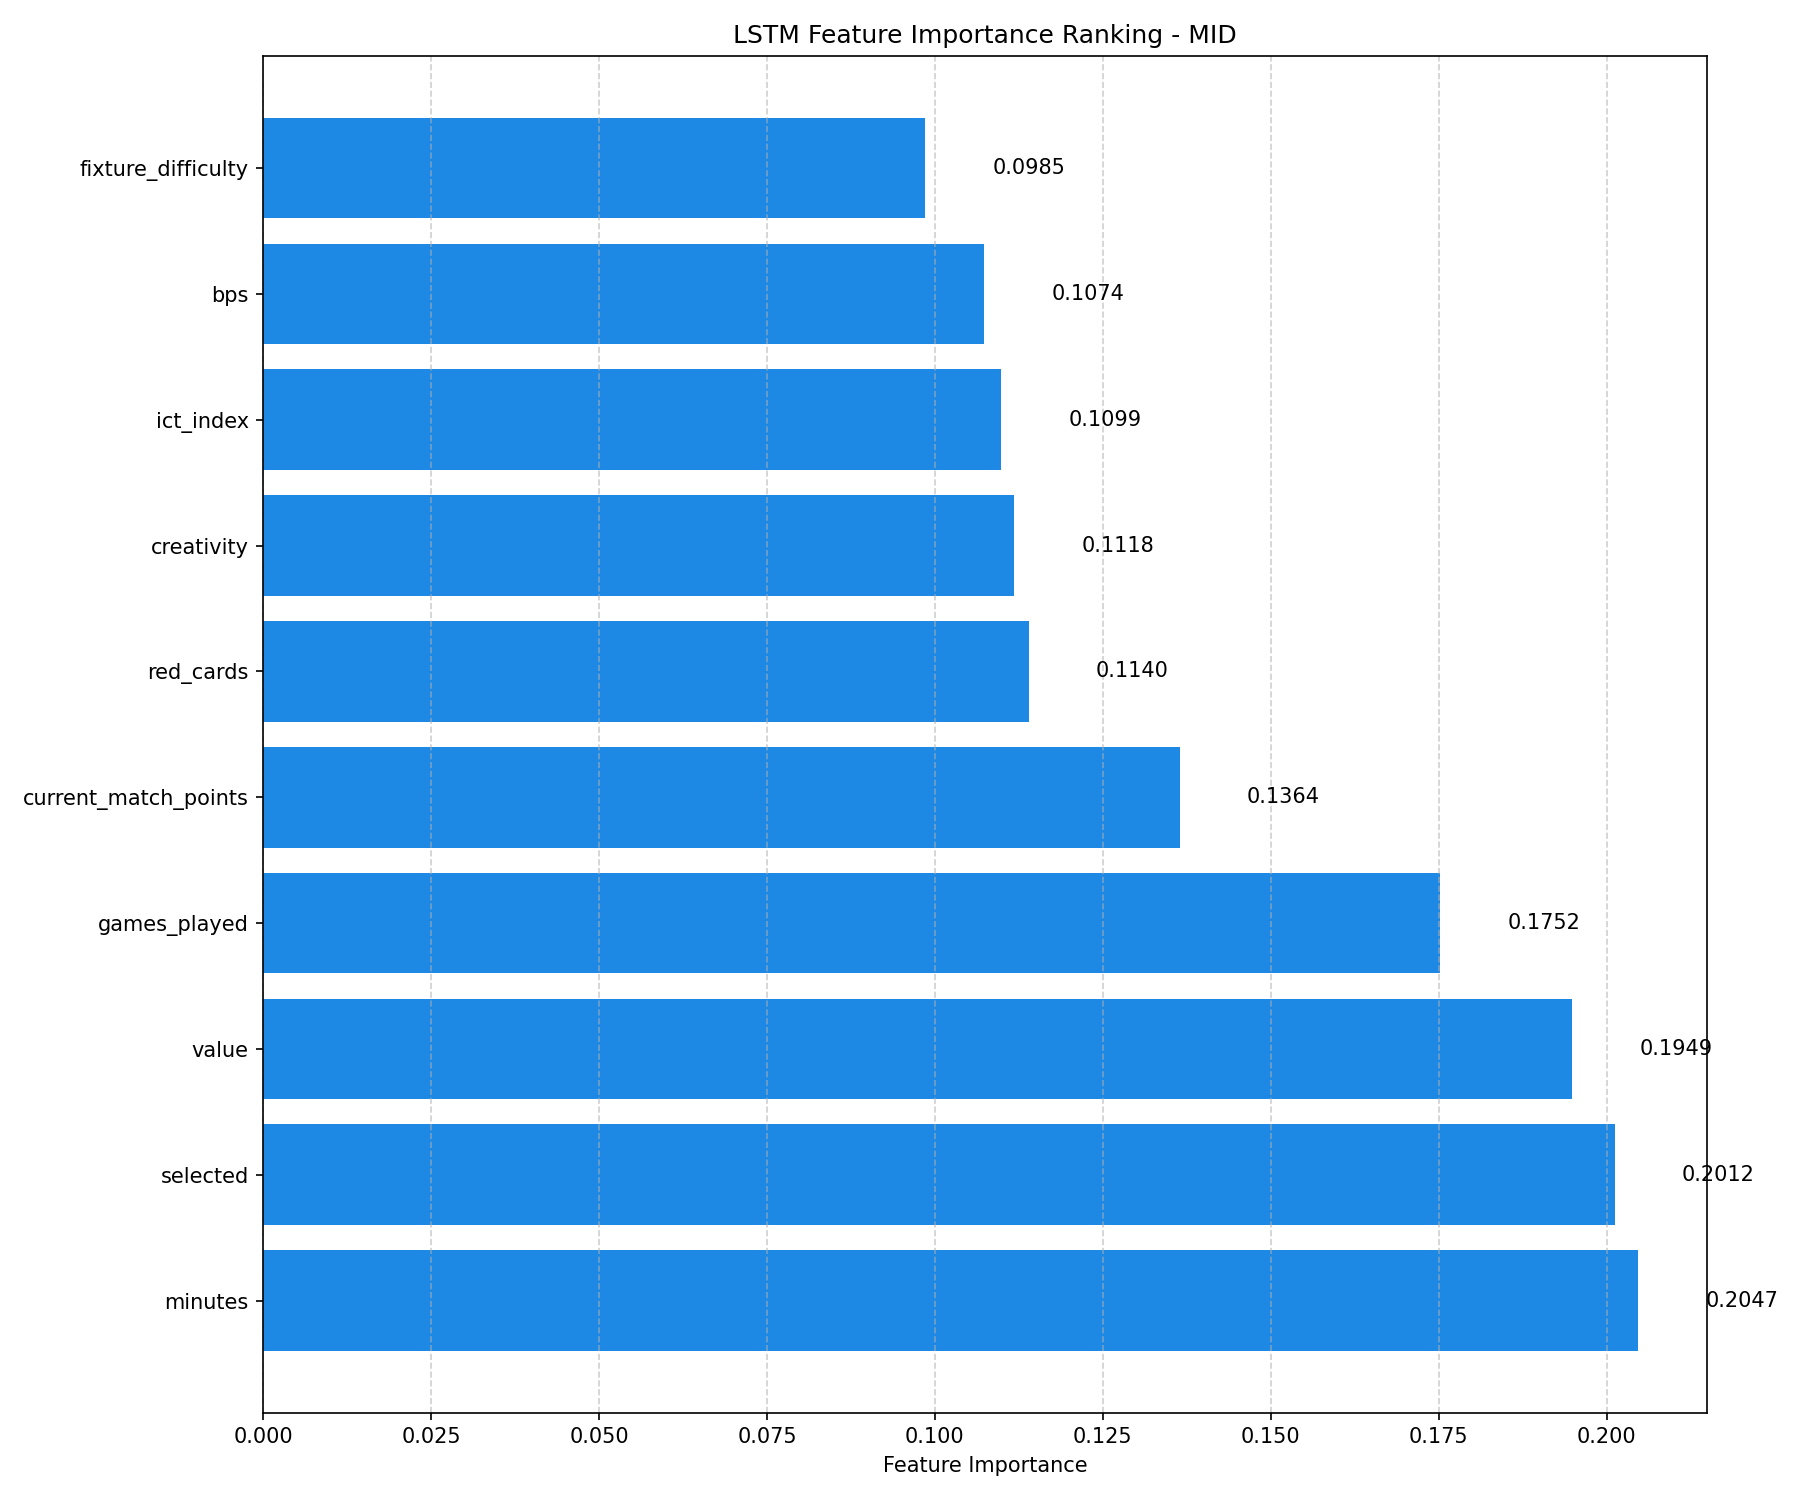 LSTM Feature Importance Ranking - MID
fixture_difficulty 0.0985
bps 0.1074
ict_index 0.1099
creativity 0.1118
red_cards 0.1140
current_match_points 0.1364
games_played 0.1752
value 0.1949
selected 0.2012
minutes 0.2047
0.000 0.025 0.050 0.075 0.100 0.125 0.150 0.175 0.200
Feature Importance